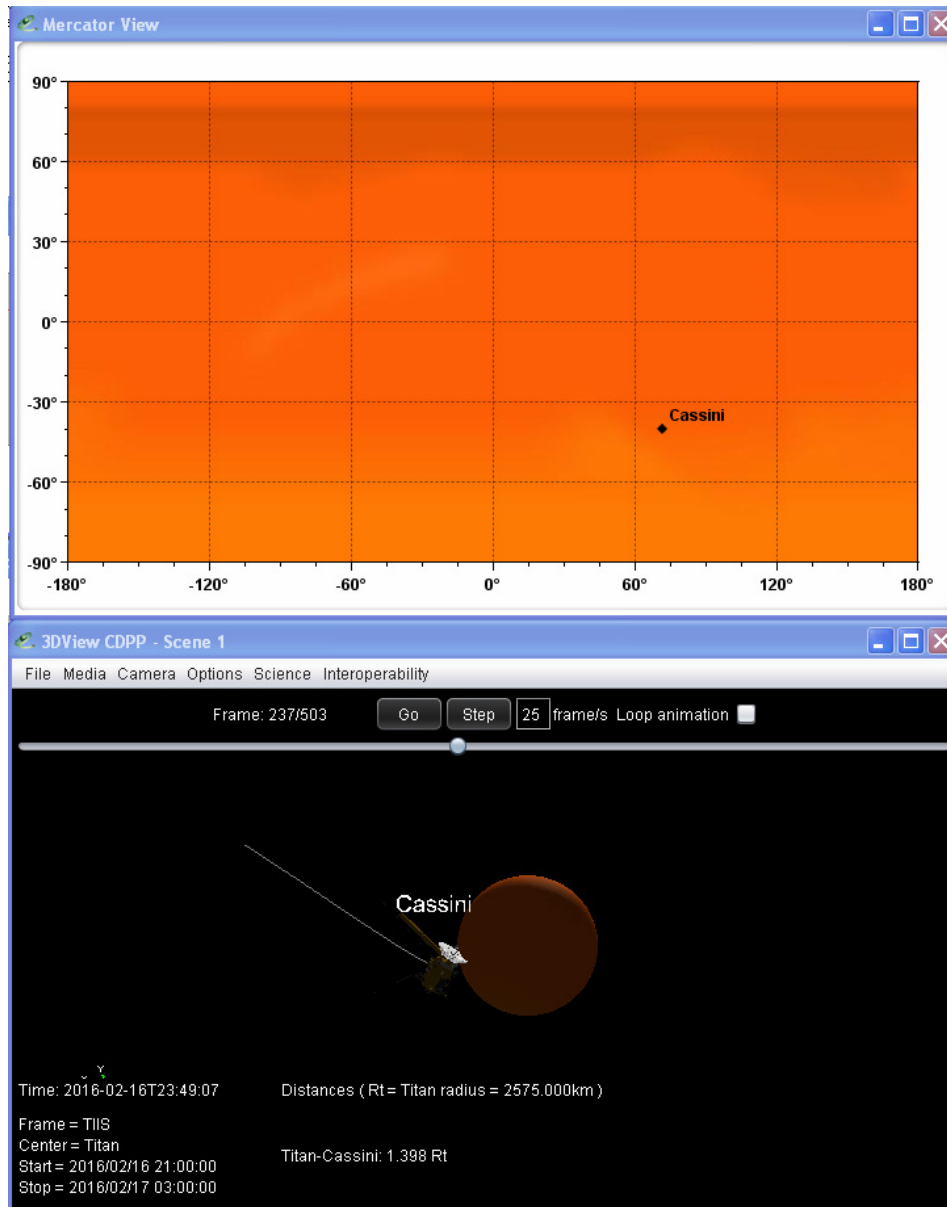 Mercator View
90°
60°
30°
0°
-30°
-60°
-90°
Cassini
-180° -120° -60° 0° 60° 120° 180°
3DView CDPP - Scene 1
File Media Camera Options Science Interoperability
Frame: 237/503 Go Step 25 frame/s Loop animation
Cassini
Y
Time: 2016-02-16T23:49:07 Distances ( Rt = Titan radius = 2575.000km )
Frame = TIIS
Center = Titan
Start = 2016/02/16 21:00:00
Titan-Cassini: 1.398 Rt
Stop = 2016/02/17 03:00:00